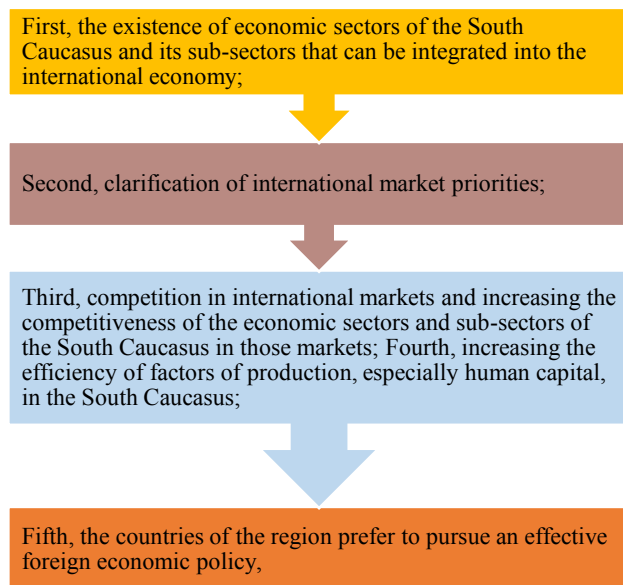 First, the existence of economic sectors of the South
Caucasus and its sub-sectors that can be integrated into the
international economy;
Second, clarification of international market priorities;
Third, competition in international markets and increasing the
competitiveness of the economic sectors and sub-sectors of
the South Caucasus in those markets; Fourth, increasing the
efficiency of factors of production, especially human capital,
in the South Caucasus;
Fifth, the countries of the region prefer to pursue an effective
foreign economic policy,